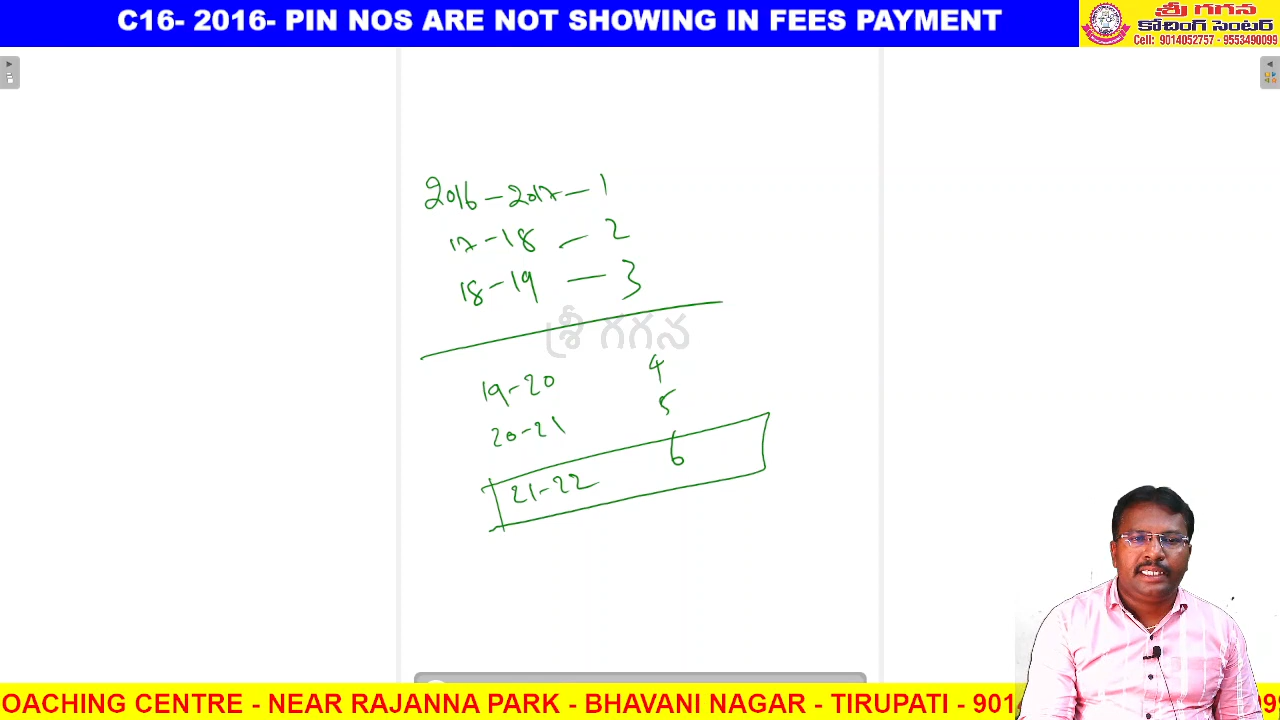 C16- 2016- PIN NOS ARE NOT SHOWING IN FEES PAYMENT
శ్రీ గగన
కోచింగ్ సెంటర్
Cell: 9014052757 - 9553490099
2016 - 2017 - 1
17 - 18 - 2
18 - 19 - 3
శ్రీ గగన
19 - 20 4
20 - 21 5
21 - 22 6
OACHING CENTRE - NEAR RAJANNA PARK - BHAVANI NAGAR - TIRUPATI - 901